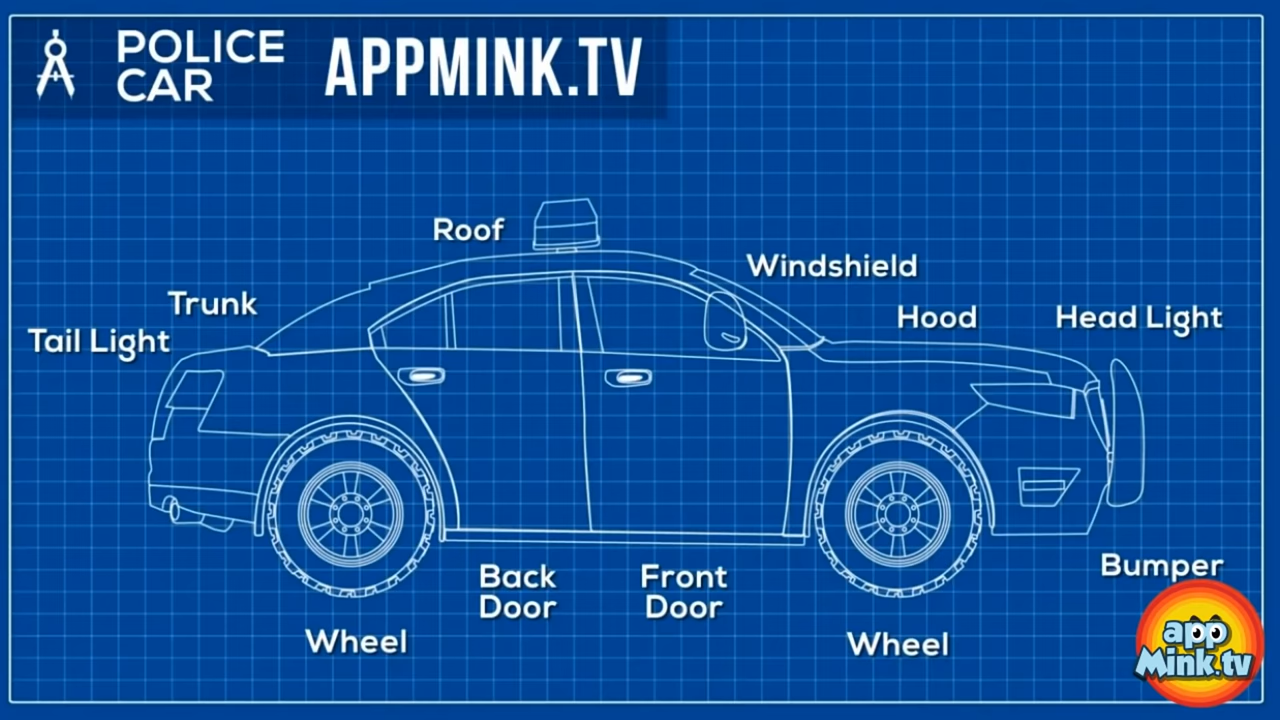 POLICE
CAR
APPMINK.TV
Roof
Windshield
Trunk
Hood
Head Light
Tail Light
Back
Door
Front
Door
Bumper
Wheel
Wheel
app
Mink.tv